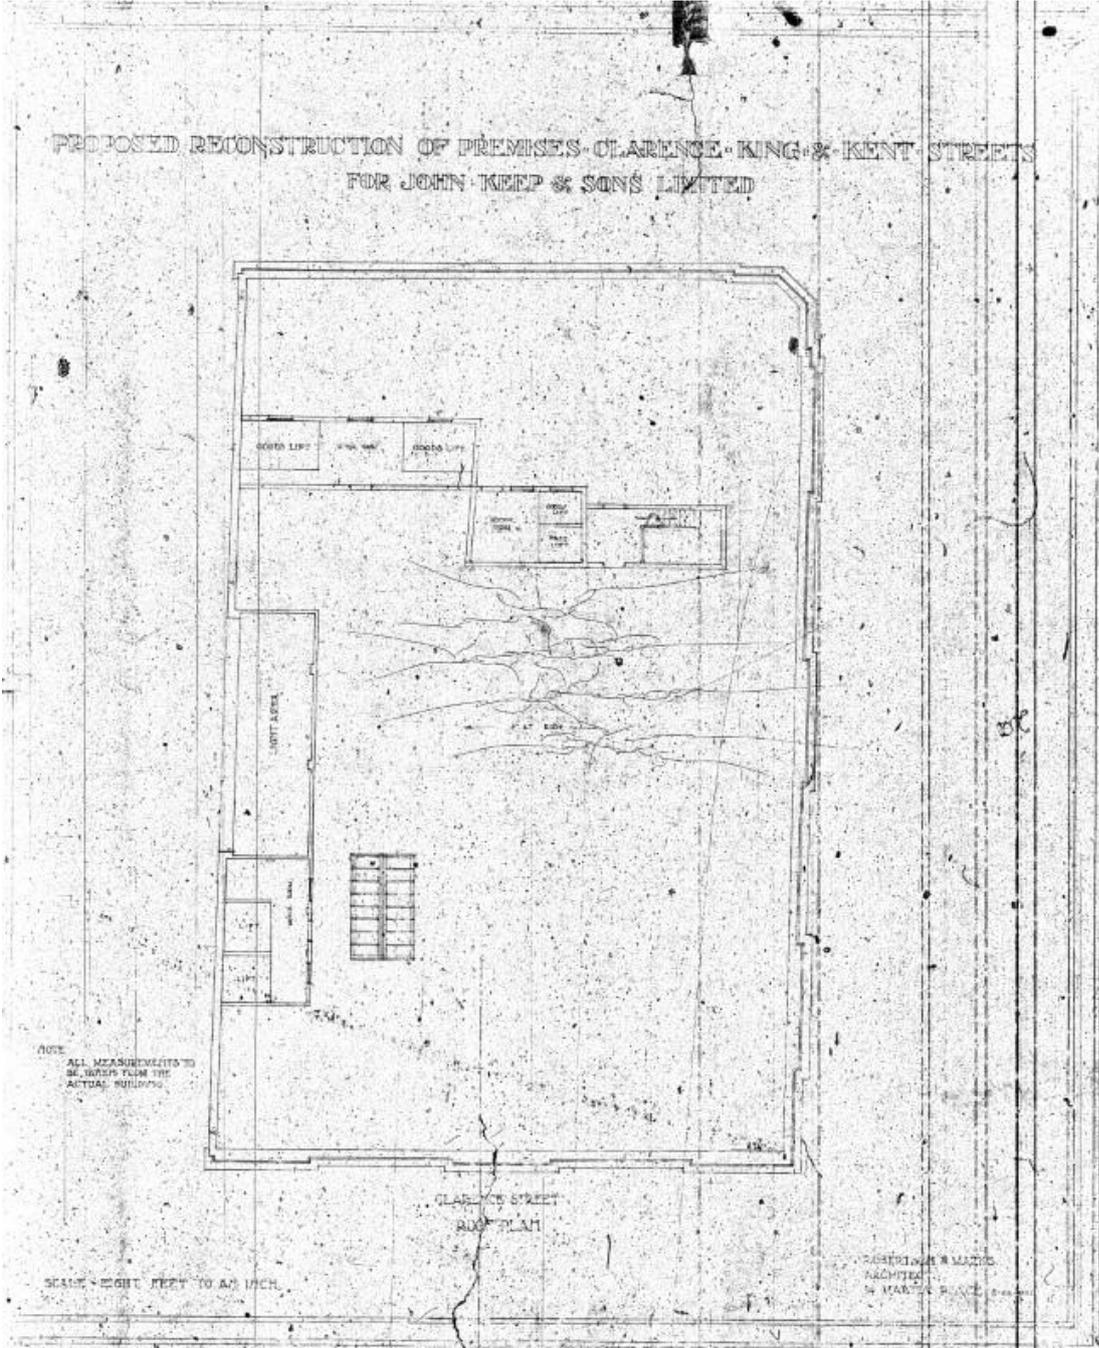 PROPOSED RECONSTRUCTION OF PREMISES·CLARENCE·KING·&·KENT·STREETS
FOR JOHN·KEEP & SONS LIMITED
GOODS LIFT
GOODS LIFT
LIGHT AREA
LIFT
LIFT
NOTE
ALL MEASUREMENTS TO
BE TAKEN FROM THE
ACTUAL BUILDING
CLARENCE STREET
ROOF PLAN
SCALE - EIGHT FEET TO AN INCH
ROBERTSON & MARKS
ARCHITECTS
14 MARTIN PLACE